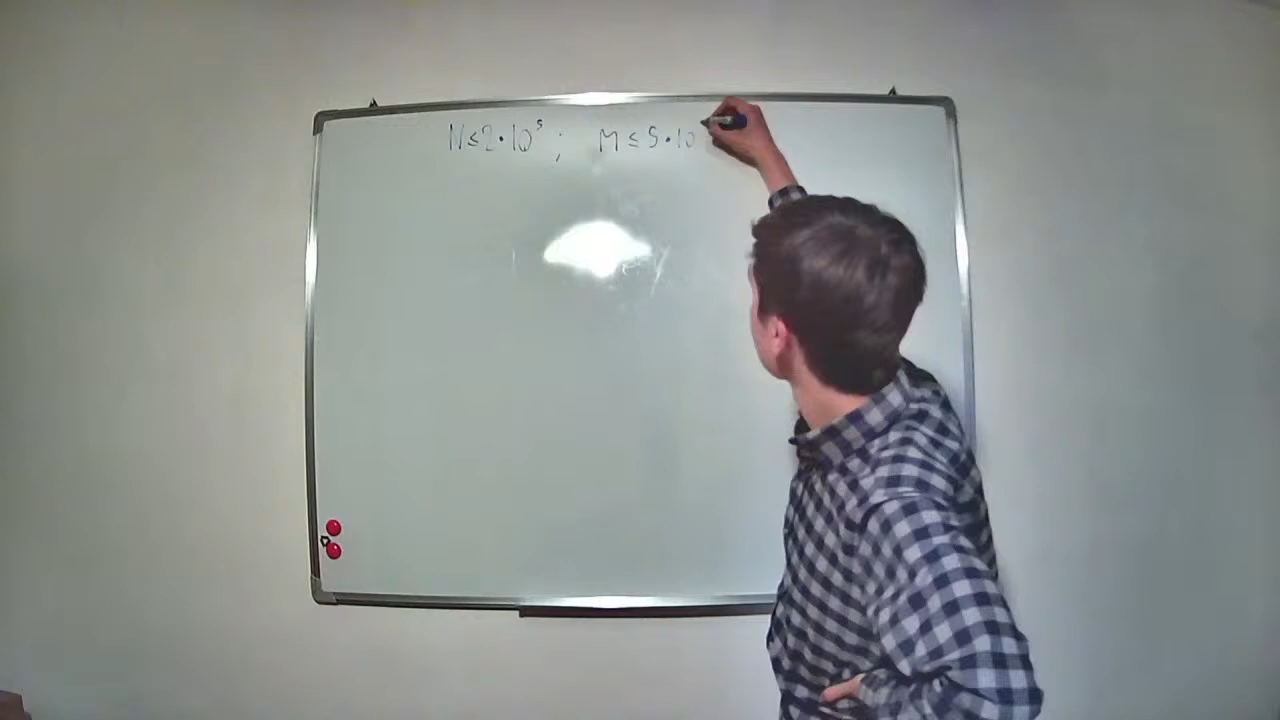 N ≤ 2 • 10⁵ ; M ≤ 5 • 10